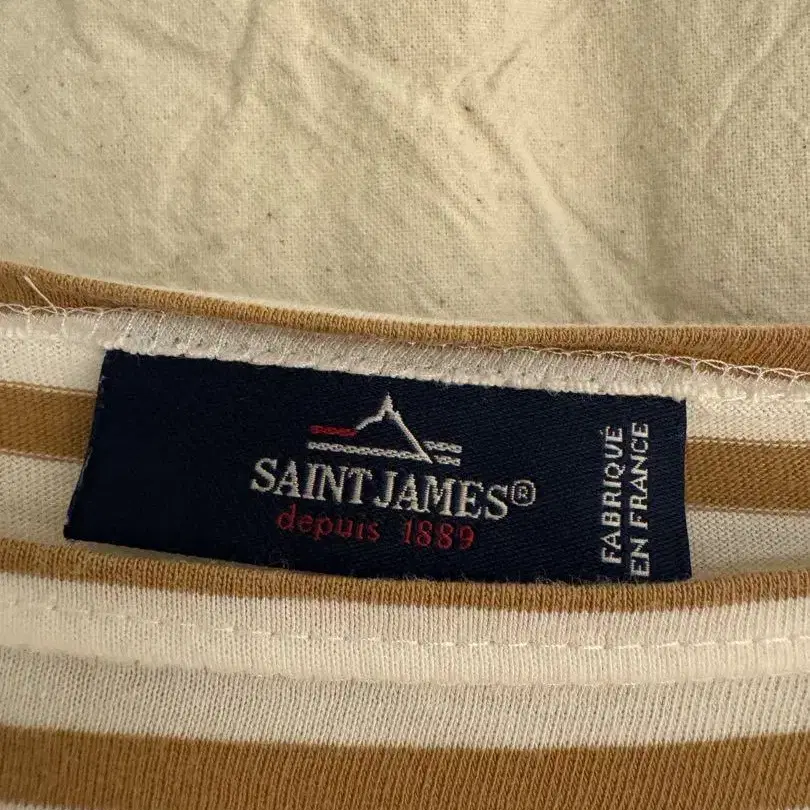 SAINT JAMES®
depuis 1889
FABRIQUÉ
EN FRANCE